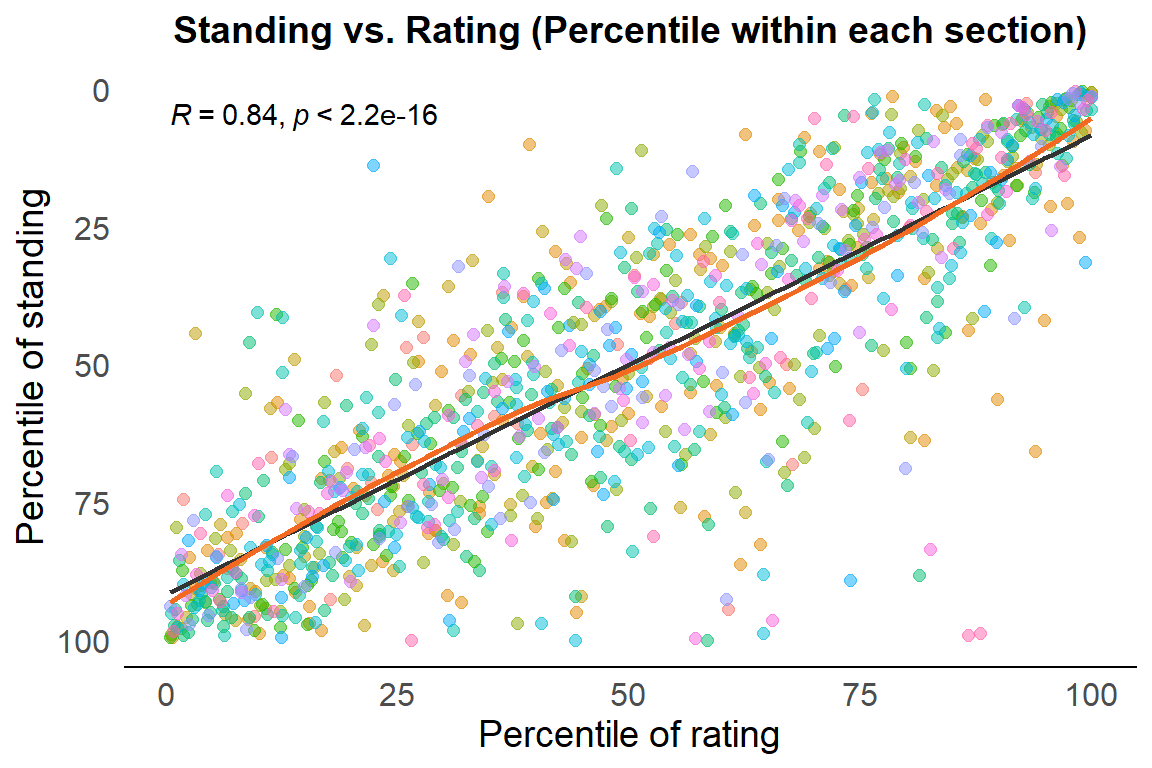 Standing vs. Rating (Percentile within each section)
R = 0.84, p < 2.2e-16
Percentile of standing
0
25
50
75
100
0 25 50 75 100
Percentile of rating